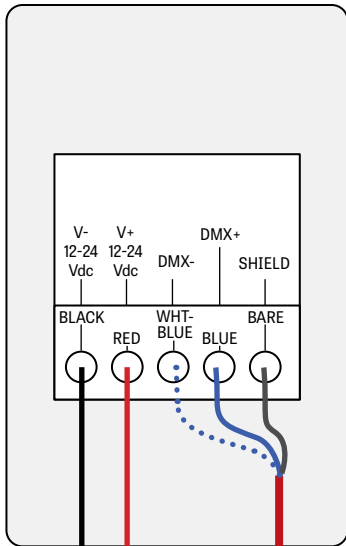 V-
12-24
Vdc
V+
12-24
Vdc
DMX-
DMX+
SHIELD
BLACK
RED
WHT-
BLUE
BLUE
BARE